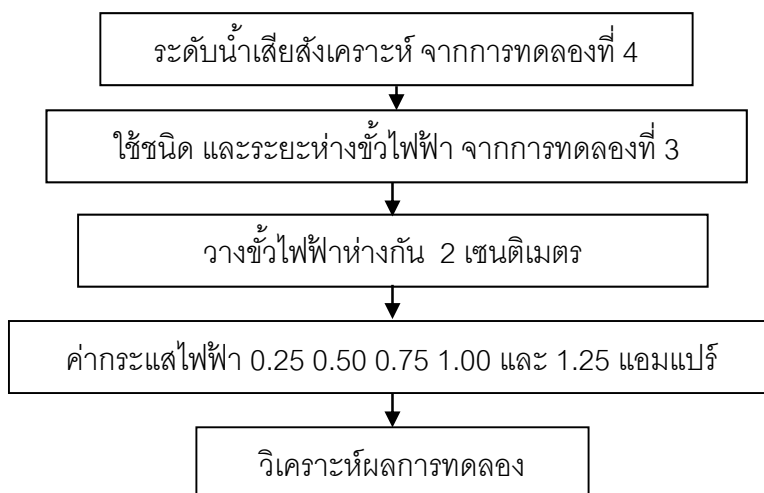 ระดับน้ำเสียสังเคราะห์ จากการทดลองที่ 4
ใช้ชนิด และระยะห่างขั้วไฟฟ้า จากการทดลองที่ 3
วางขั้วไฟฟ้าห่างกัน 2 เซนติเมตร
ค่ากระแสไฟฟ้า 0.25 0.50 0.75 1.00 และ 1.25 แอมแปร์
วิเคราะห์ผลการทดลอง